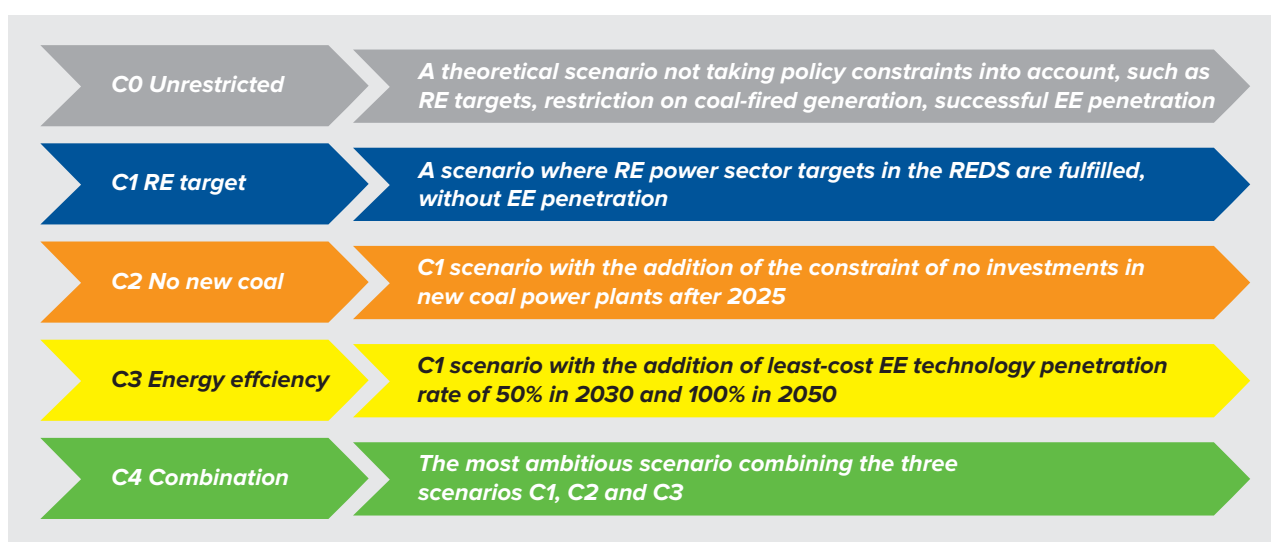 C0 Unrestricted
A theoretical scenario not taking policy constraints into account, such as
RE targets, restriction on coal-fired generation, successful EE penetration
C1 RE target
A scenario where RE power sector targets in the REDS are fulfilled,
without EE penetration
C2 No new coal
C1 scenario with the addition of the constraint of no investments in
new coal power plants after 2025
C3 Energy effciency
C1 scenario with the addition of least-cost EE technology penetration
rate of 50% in 2030 and 100% in 2050
C4 Combination
The most ambitious scenario combining the three
scenarios C1, C2 and C3